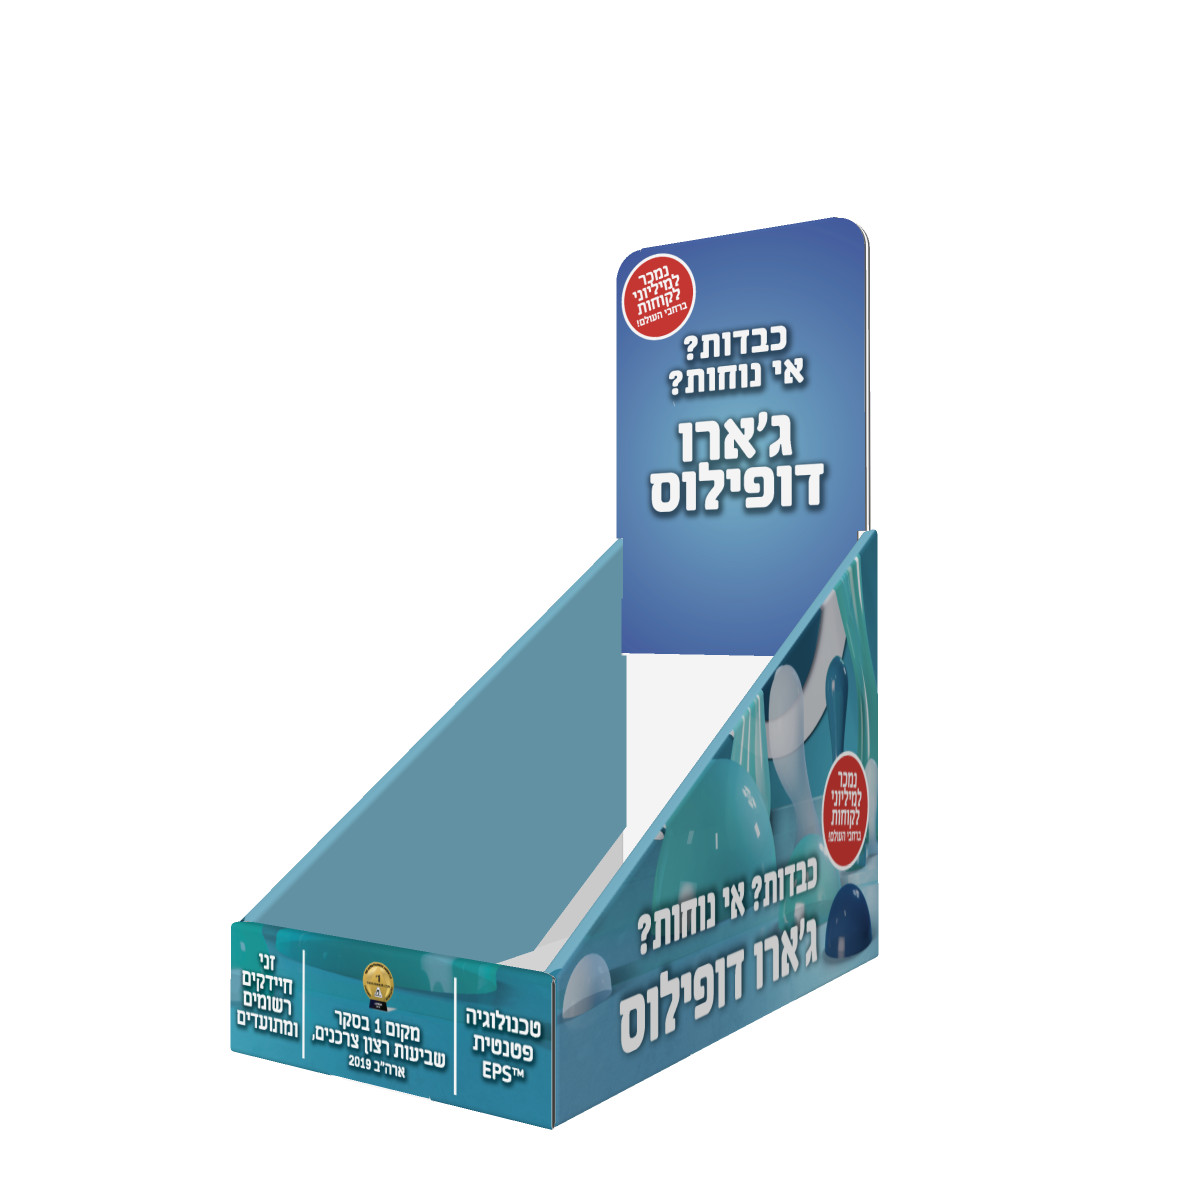 נמכר
למיליוני
לקוחות
ברחבי העולם!
כבדות?
אי נוחות?
ג'ארו
דופילוס
נמכר
למיליוני
לקוחות
ברחבי העולם!
כבדות? אי נוחות?
ג'ארו דופילוס
טכנולוגיה
פטנטית
EPS™
1
מקום 1 בסקר
שביעות רצון צרכנים,
ארה"ב 2019
זני
חיידקים
רשומים
ומתועדים